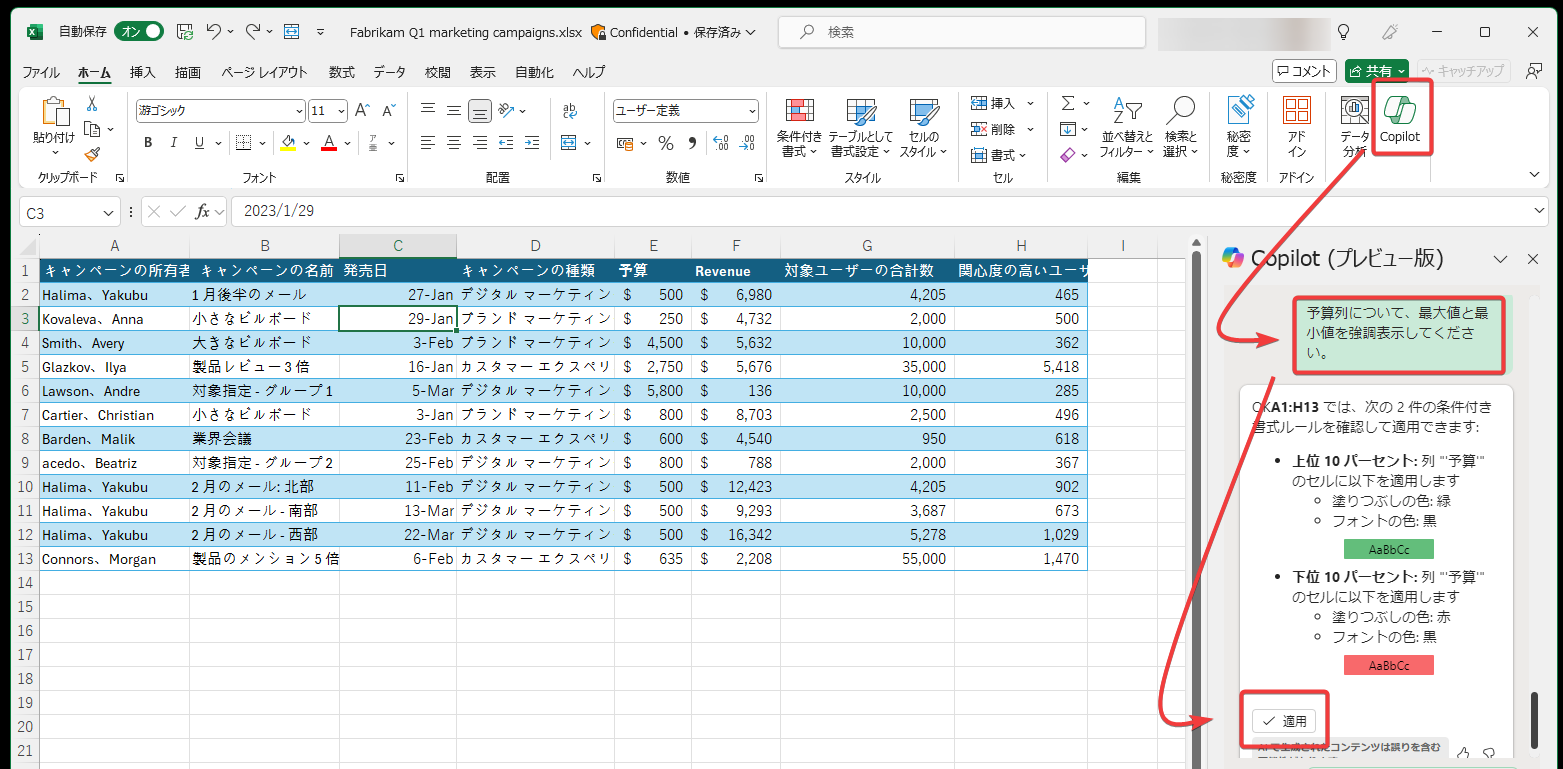 自動保存 オン Fabrikam Q1 marketing campaigns.xlsx Confidential • 保存済み 検索
ファイル ホーム 挿入 描画 ページ レイアウト 数式 データ 校閲 表示 自動化 ヘルプ コメント 共有 キャッチアップ
貼り付け
クリップボード
游ゴシック 11
B I U A
フォント
ab
配置
ユーザー定義
% 
数値
条件付き書式
テーブルとして書式設定
セルのスタイル
スタイル
挿入
削除
書式
セル
並べ替えとフィルター
検索と選択
編集
秘密度
秘密度
アドイン
アドイン
データ分析
Copilot
C3 fx 2023/1/29
A B C D E F G H I
1 キャンペーンの所有者 キャンペーンの名前 発売日 キャンペーンの種類 予算 Revenue 対象ユーザーの合計数 関心度の高いユーザ
2 Halima、Yakubu 1 月後半のメール 27-Jan デジタル マーケティン $ 500 $ 6,980 4,205 465
3 Kovaleva、Anna 小さなビルボード 29-Jan ブランド マーケティン $ 250 $ 4,732 2,000 500
4 Smith、Avery 大きなビルボード 3-Feb ブランド マーケティン $ 4,500 $ 5,632 10,000 362
5 Glazkov、Ilya 製品レビュー 3 倍 16-Jan カスタマー エクスペリ $ 2,750 $ 5,676 35,000 5,418
6 Lawson、Andre 対象指定 - グループ 1 5-Mar デジタル マーケティン $ 5,800 $ 136 10,000 285
7 Cartier、Christian 小さなビルボード 3-Jan ブランド マーケティン $ 800 $ 8,703 2,500 496
8 Barden、Malik 業界会議 23-Feb カスタマー エクスペリ $ 600 $ 4,540 950 618
9 acedo、Beatriz 対象指定 - グループ 2 25-Feb デジタル マーケティン $ 800 $ 788 2,000 367
10 Halima、Yakubu 2 月のメール: 北部 11-Feb デジタル マーケティン $ 500 $ 12,423 4,205 902
11 Halima、Yakubu 2 月のメール - 南部 13-Mar デジタル マーケティン $ 500 $ 9,293 3,687 673
12 Halima、Yakubu 2 月のメール - 西部 22-Mar デジタル マーケティン $ 500 $ 16,342 5,278 1,029
13 Connors、Morgan 製品のメンション 5 倍 6-Feb カスタマー エクスペリ $ 635 $ 2,208 55,000 1,470
14
15
16
17
18
19
20
21
Copilot (プレビュー版)
予算列について、最大値と最
小値を強調表示してくださ
い。
OKA1:H13 では、次の 2 件の条件付き
書式ルールを確認して適用できます:
• 上位 10 パーセント: 列 "'予算'"
のセルに以下を適用します
○ 塗りつぶしの色: 緑
○ フォントの色: 黒
AaBbCc
• 下位 10 パーセント: 列 "'予算'"
のセルに以下を適用します
○ 塗りつぶしの色: 赤
○ フォントの色: 黒
AaBbCc
適用
AI で生成されたコンテンツは誤りを含む